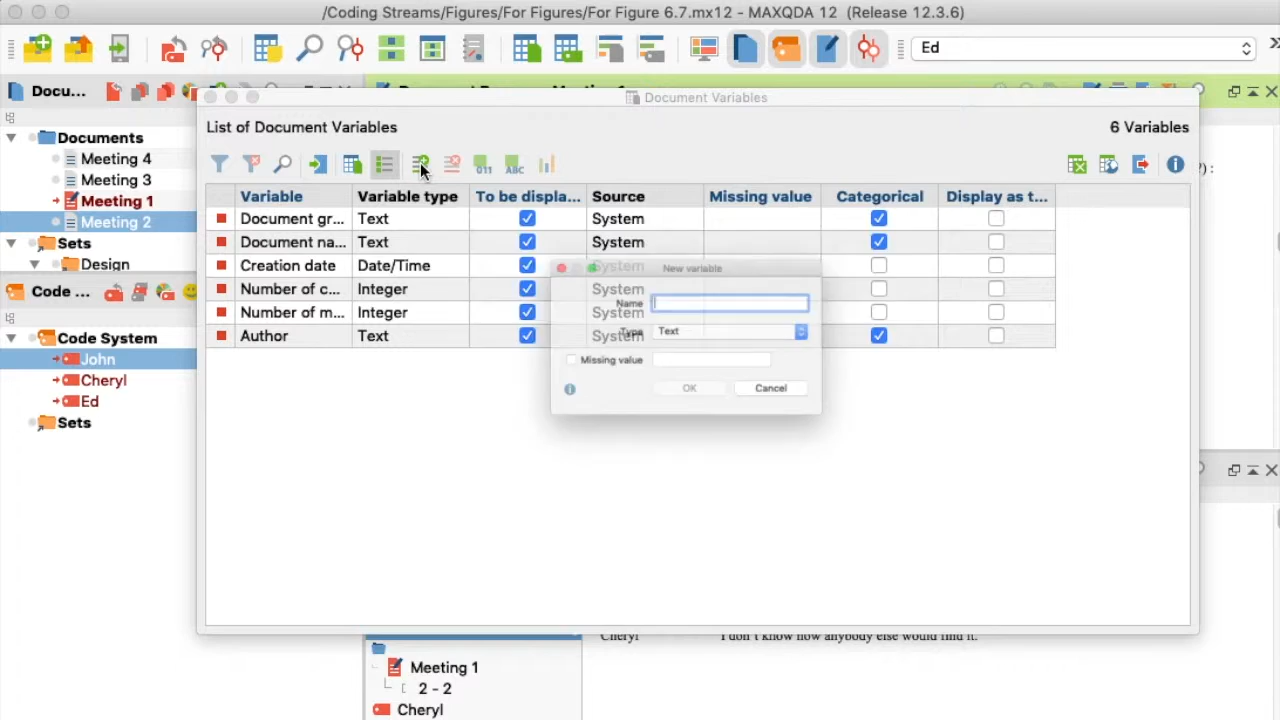 /Coding Streams/Figures/For Figures/For Figure 6.7.mx12 - MAXQDA 12 (Release 12.3.6)
Ed
Docu...
Documents
Meeting 4
Meeting 3
Meeting 1
Meeting 2
Sets
Design
Code ...
Code System
John
Cheryl
Ed
Sets
Document Variables
List of Document Variables
6 Variables
011
ABC
Variable
Variable type
To be displa...
Source
Missing value
Categorical
Display as t...
Document gr...
Text
System
Document na...
Text
System
Creation date
Date/Time
System
Number of c...
Integer
System
Number of m...
Integer
System
Author
Text
System
New variable
Name
Type
Text
Missing value
OK
Cancel
):
Cheryl
I don't know how anybody else would find it.
Meeting 1
2 - 2
Cheryl